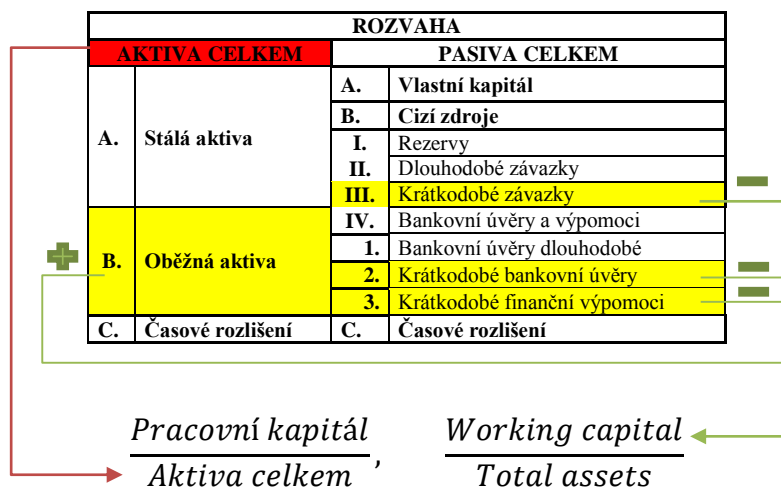 ROZVAHA
AKTIVA CELKEM PASIVA CELKEM
A. Stálá aktiva
A. Vlastní kapitál
B. Cizí zdroje
I. Rezervy
II. Dlouhodobé závazky
III. Krátkodobé závazky
B. Oběžná aktiva
IV. Bankovní úvěry a výpomoci
1. Bankovní úvěry dlouhodobé
2. Krátkodobé bankovní úvěry
3. Krátkodobé finanční výpomoci
C. Časové rozlišení C. Časové rozlišení
Pracovní kapitál
Aktiva celkem ,
Working capital
Total assets